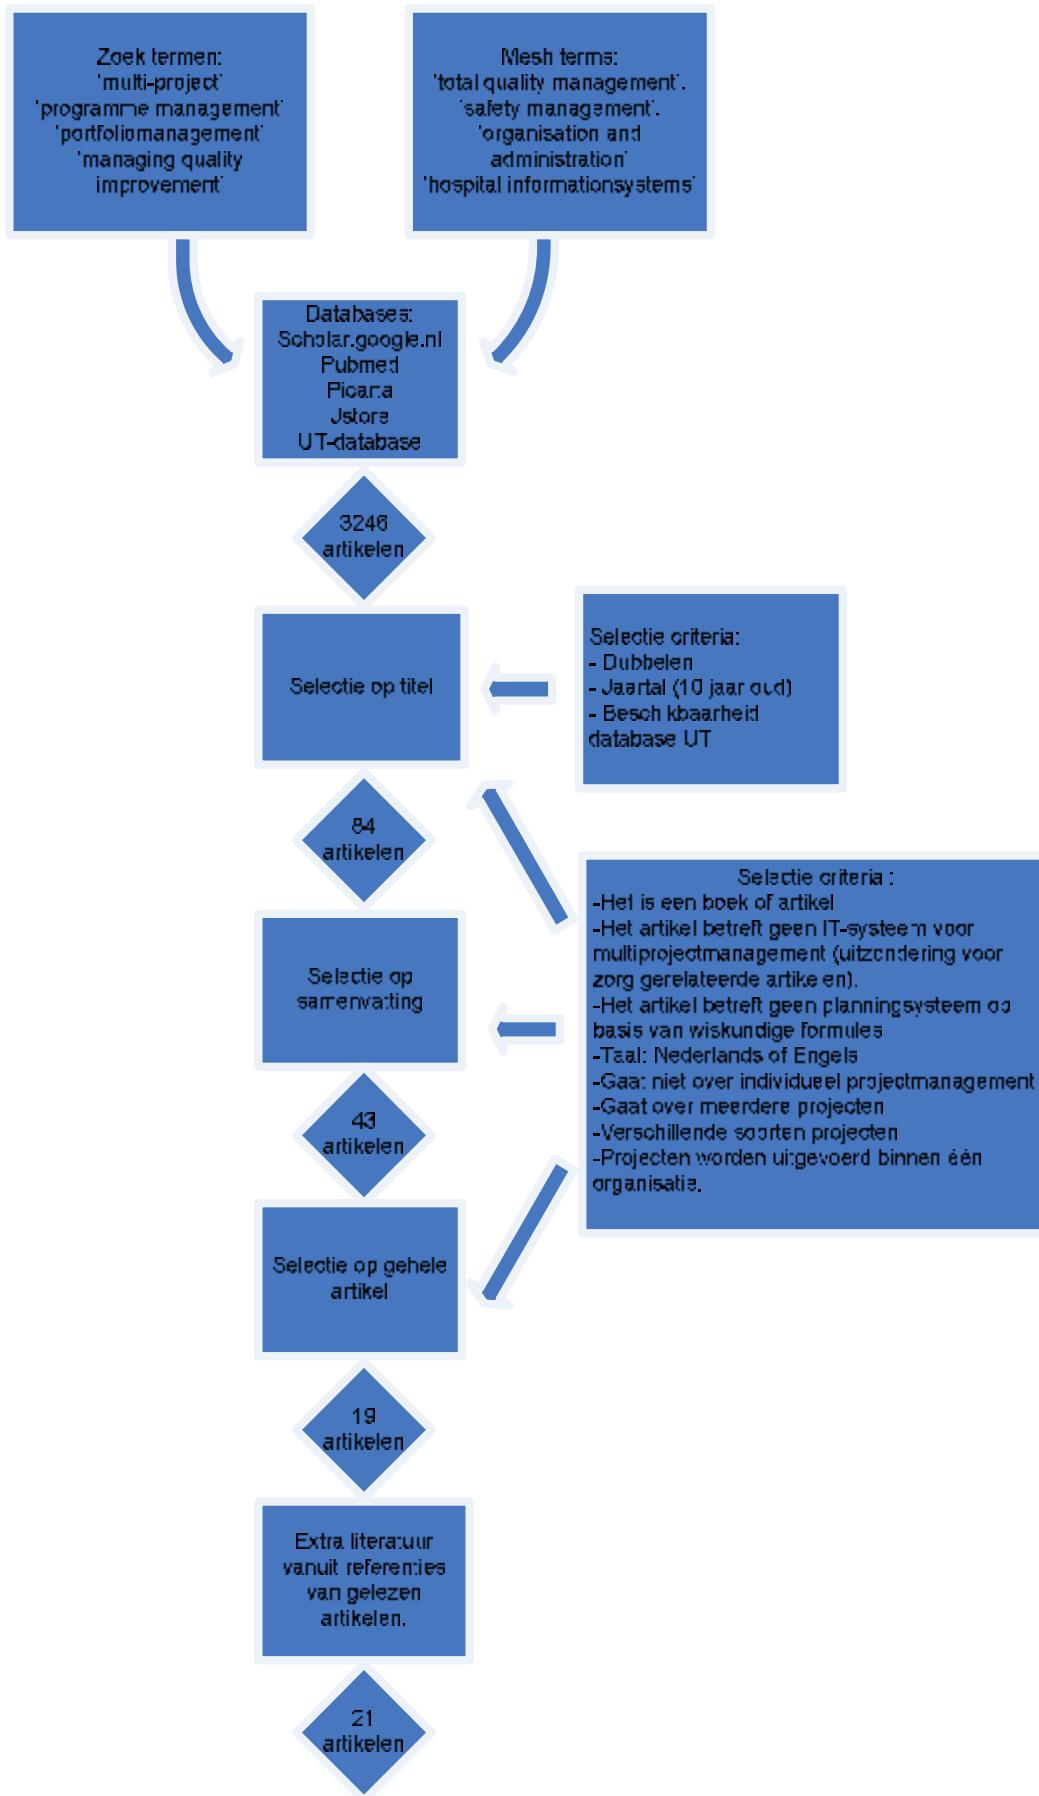 Zoek termen:
'multi-project'
'programme management'
'portfoliomanagement'
'managing quality
improvement'
Mesh terms:
'total quality management'.
'safety management'.
'organisation and
administration'
'hospital informationsystems'
Databases:
Scholar.google.nl
Pubmed
Picarta
Jstore
UT-database
3246
artikelen
Selectie op titel
Selectie criteria:
- Dubbelen
- Jaartal (10 jaar oud)
- Beschikbaarheid
database UT
84
artikelen
Selectie criteria :
-Het is een boek of artikel
-Het artikel betreft geen IT-systeem voor
multiprojectmanagement (uitzondering voor
zorg gerelateerde artikelen).
-Het artikel betreft geen planningsysteem op
basis van wiskundige formules
-Taal: Nederlands of Engels
-Gaat niet over individueel projectmanagement
-Gaat over meerdere projecten
-Verschillende soorten projecten
-Projecten worden uitgevoerd binnen één
organisatie.
Selectie op
samenvatting
43
artikelen
Selectie op gehele
artikel
19
artikelen
Extra literatuur
vanuit referenties
van gelezen
artikelen.
21
artikelen